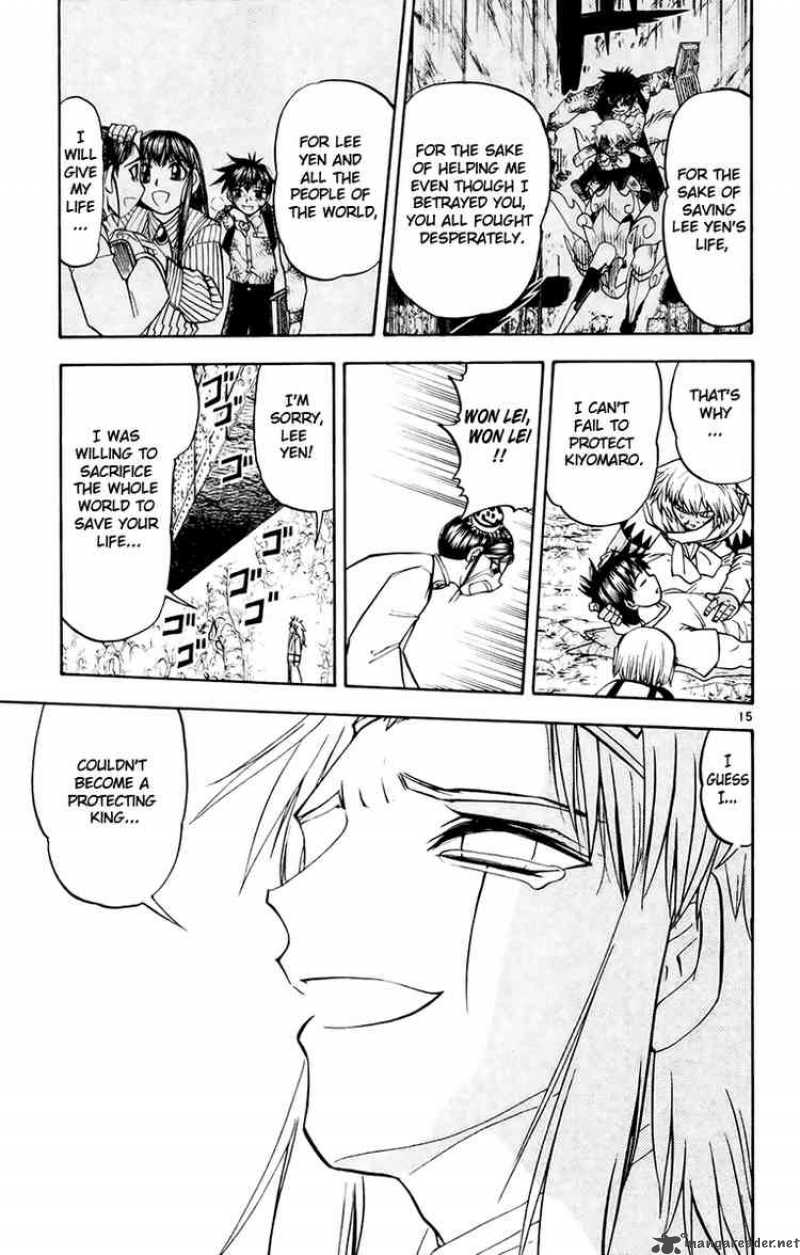 FOR THE
SAKE OF
SAVING
LEE YEN'S
LIFE,
FOR THE SAKE
OF HELPING ME
EVEN THOUGH I
BETRAYED YOU,
YOU ALL FOUGHT
DESPERATELY.
FOR LEE
YEN AND
ALL THE
PEOPLE OF
THE WORLD,
I
WILL
GIVE
MY
LIFE
...
THAT'S
WHY
...
I CAN'T
FAIL TO
PROTECT
KIYOMARO.
WON LEI,
WON LEI
!!
I'M
SORRY,
LEE
YEN!
I WAS
WILLING TO
SACRIFICE
THE WHOLE
WORLD TO
SAVE YOUR
LIFE...
ゴゴゴ
ゴゴゴ
15
I
GUESS
I...
COULDN'T
BECOME A
PROTECTING
KING...
mangareader.net